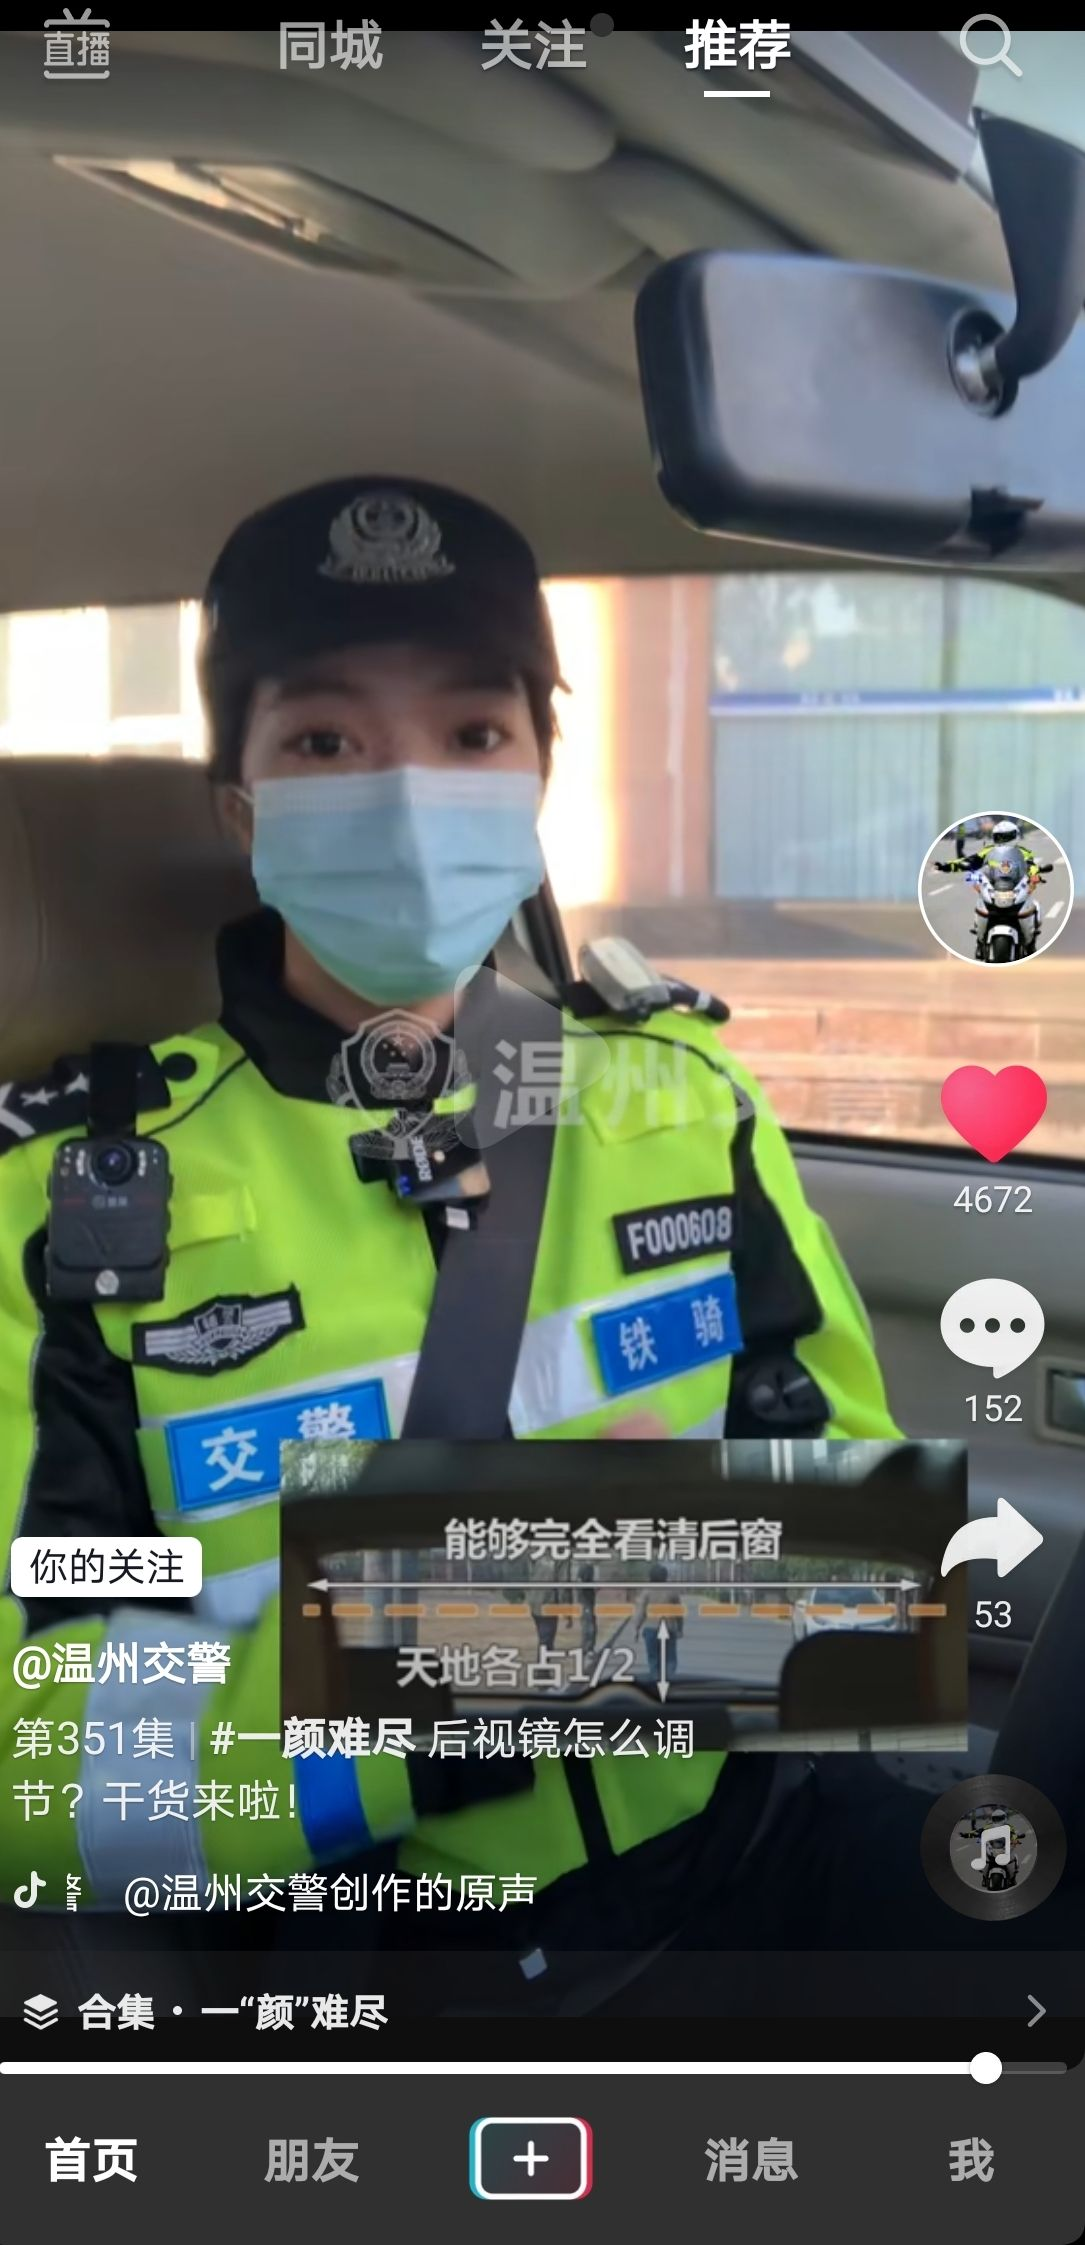 直播
同城
关注
推荐
温州交警
RODE
F000608
铁骑
交警
4672
152
53
能够完全看清后窗
天地各占1/2
你的关注
@温州交警
第351集 | #一颜难尽 后视镜怎么调
节？干货来啦！
@温州交警创作的原声
合集 · 一“颜”难尽
首页
朋友
消息
我